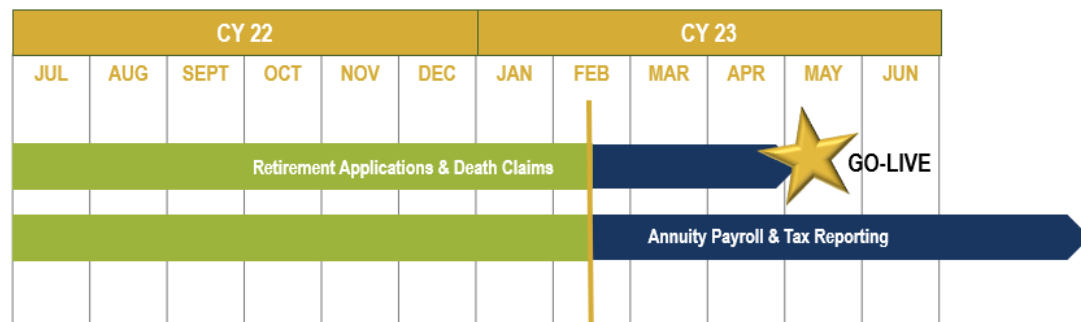 CY 22 CY 23
JUL AUG SEPT OCT NOV DEC JAN FEB MAR APR MAY JUN
Retirement Applications & Death Claims GO-LIVE
Annuity Payroll & Tax Reporting